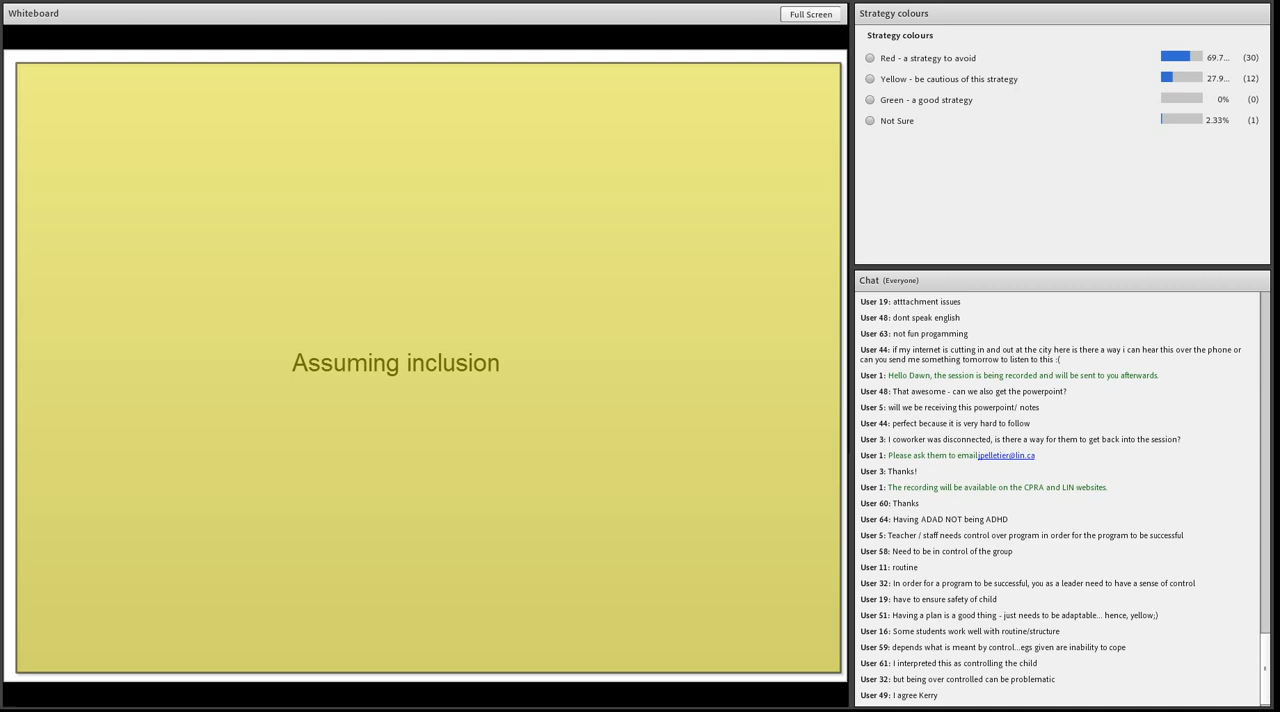 Whiteboard
Full Screen
Assuming inclusion
Strategy colours
Strategy colours
Red - a strategy to avoid 69.7... (30)
Yellow - be cautious of this strategy 27.9... (12)
Green - a good strategy 0% (0)
Not Sure 2.33% (1)
Chat (Everyone)
User 19: atttachment issues
User 48: dont speak english
User 63: not fun progamming
User 44: if my internet is cutting in and out at the city here is there a way i can hear this over the phone or
can you send me something tomorrow to listen to this :(
User 1: Hello Dawn, the session is being recorded and will be sent to you afterwards.
User 48: That awesome - can we also get the powerpoint?
User 5: will we be receiving this powerpoint/ notes
User 44: perfect because it is very hard to follow
User 3: I coworker was disconnected, is there a way for them to get back into the session?
User 1: Please ask them to email jpelletier@lin.ca
User 3: Thanks!
User 1: The recording will be available on the CPRA and LIN websites.
User 60: Thanks
User 64: Having ADAD NOT being ADHD
User 5: Teacher / staff needs control over program in order for the program to be successful
User 58: Need to be in control of the group
User 11: routine
User 32: In order for a program to be successful, you as a leader need to have a sense of control
User 19: have to ensure safety of child
User 51: Having a plan is a good thing - just needs to be adaptable... hence, yellow;)
User 16: Some students work well with routine/structure
User 59: depends what is meant by control...egs given are inability to cope
User 61: I interpreted this as controlling the child
User 32: but being over controlled can be problematic
User 49: I agree Kerry